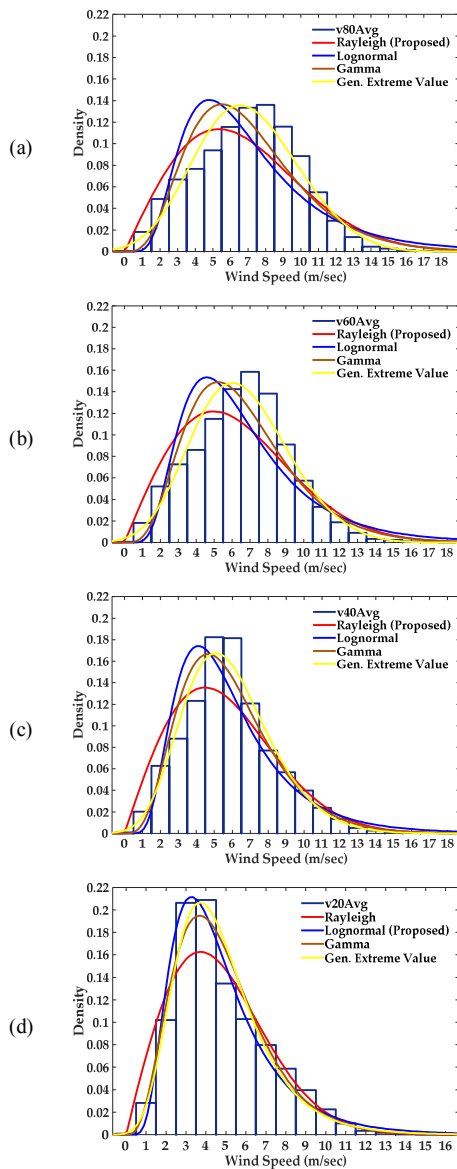 (a)
0.22
0.2
0.18
0.16
0.14
0.12
0.1
0.08
0.06
0.04
0.02
0
Density
v80Avg
Rayleigh (Proposed)
Lognormal
Gamma
Gen. Extreme Value
0 1 2 3 4 5 6 7 8 9 10 11 12 13 14 15 16 17 18
Wind Speed (m/sec)
(b)
0.22
0.2
0.18
0.16
0.14
0.12
0.1
0.08
0.06
0.04
0.02
0
Density
v60Avg
Rayleigh (Proposed)
Lognormal
Gamma
Gen. Extreme Value
0 1 2 3 4 5 6 7 8 9 10 11 12 13 14 15 16 17 18
Wind Speed (m/sec)
(c)
0.22
0.2
0.18
0.16
0.14
0.12
0.1
0.08
0.06
0.04
0.02
0
Density
v40Avg
Rayleigh (Proposed)
Lognormal
Gamma
Gen. Extreme Value
0 1 2 3 4 5 6 7 8 9 10 11 12 13 14 15 16 17 18
Wind Speed (m/sec)
(d)
0.22
0.2
0.18
0.16
0.14
0.12
0.1
0.08
0.06
0.04
0.02
0
Density
v20Avg
Rayleigh
Lognormal (Proposed)
Gamma
Gen. Extreme Value
0 1 2 3 4 5 6 7 8 9 10 11 12 13 14 15 16
Wind Speed (m/sec)